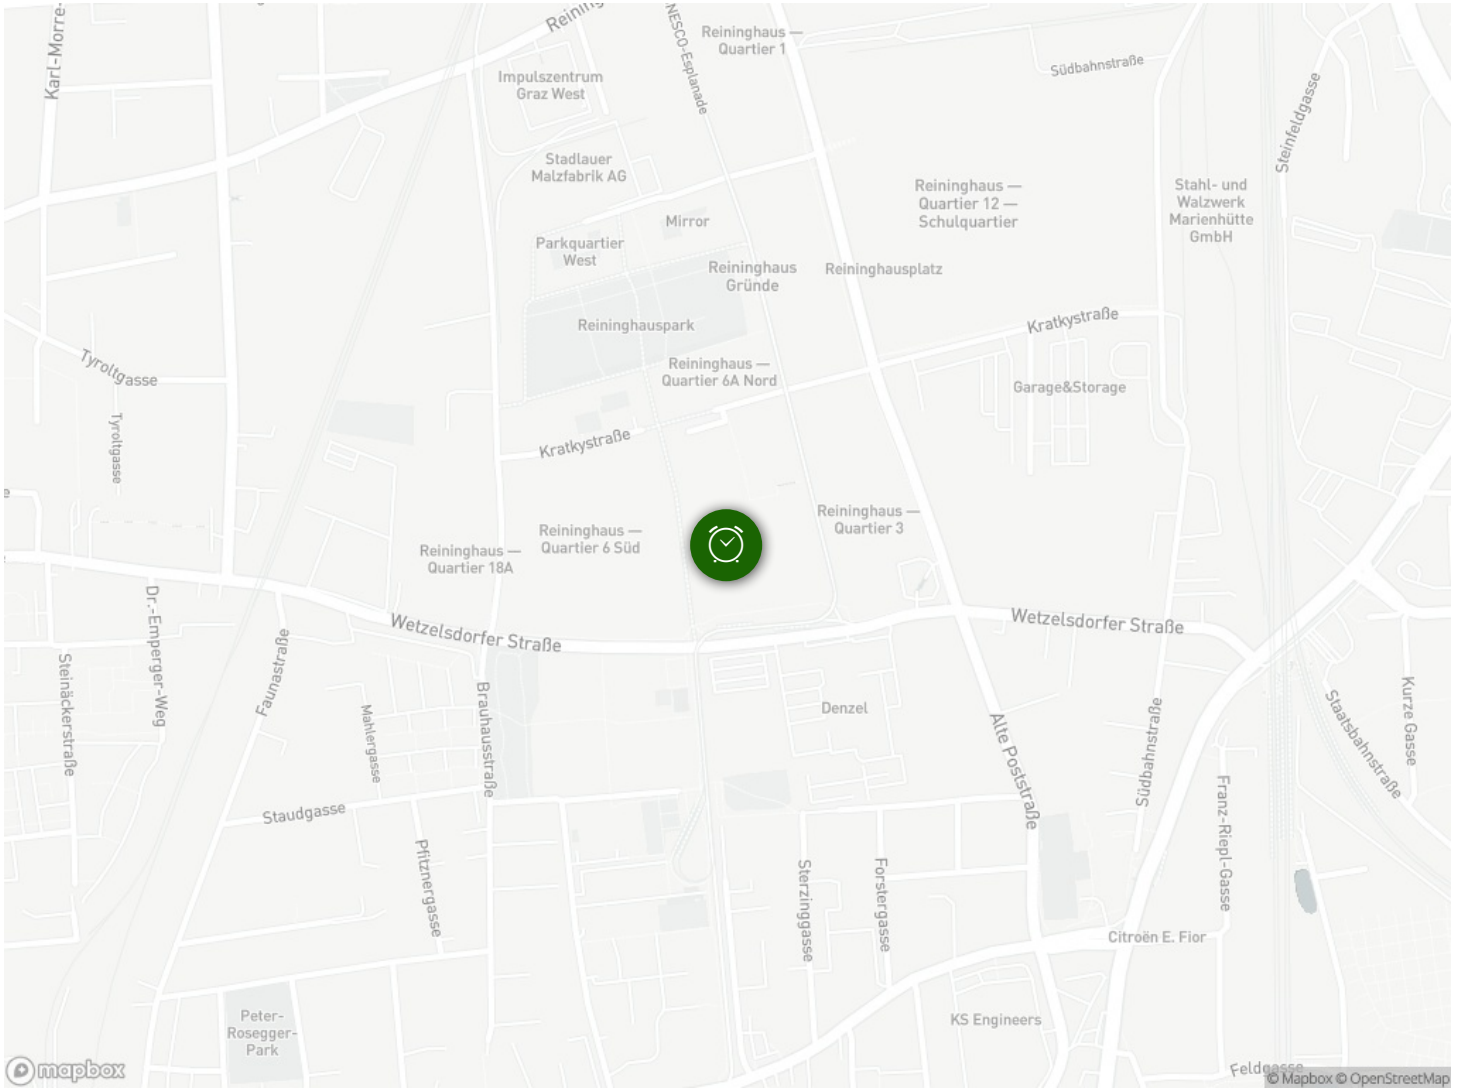 Karl-Morre-
Reining
NESCO-Esplanade
Reininghaus —
Quartier 1
Südbahnstraße
Steinfeldgasse
Impulszentrum
Graz West
Stadlauer
Malzfabrik AG
Reininghaus —
Quartier 12 —
Schulquartier
Stahl- und
Walzwerk
Marienhütte
GmbH
Mirror
Parkquartier
West
Reininghaus
Gründe
Reininghausplatz
Reininghauspark
Kratkystraße
Tyroltgasse
Reininghaus —
Quartier 6A Nord
Garage&Storage
Tyroltgasse
Kratkystraße
e
Reininghaus —
Quartier 3
Reininghaus —
Quartier 6 Süd
Reininghaus —
Quartier 18A
Dr.-Emperger-Weg
Wetzelsdorfer Straße
Wetzelsdorfer Straße
Faunastraße
Steinäckerstraße
Mahlergasse
Brauhausstraße
Denzel
Alte Poststraße
Südbahnstraße
Staatsbahnstraße
Kurze Gasse
Staudgasse
Pfitznergasse
Sterzinggasse
Forstergasse
Franz-Riepl-Gasse
Citroën E. Fior
Peter-
Rosegger-
Park
KS Engineers
Feldgasse
mapbox
© Mapbox © OpenStreetMap